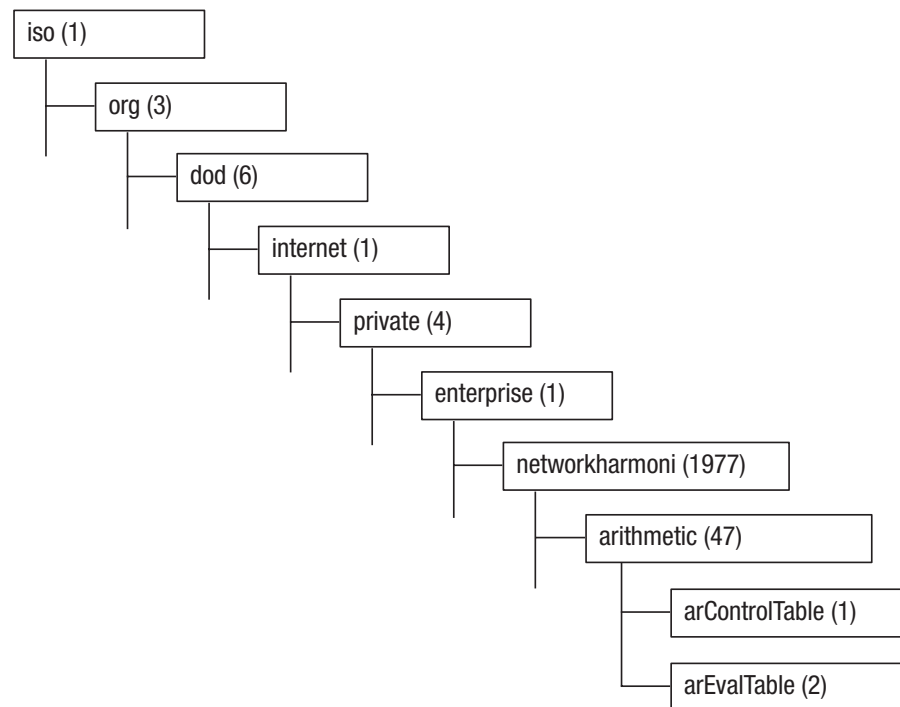 iso (1)
org (3)
dod (6)
internet (1)
private (4)
enterprise (1)
networkharmoni (1977)
arithmetic (47)
arControlTable (1)
arEvalTable (2)